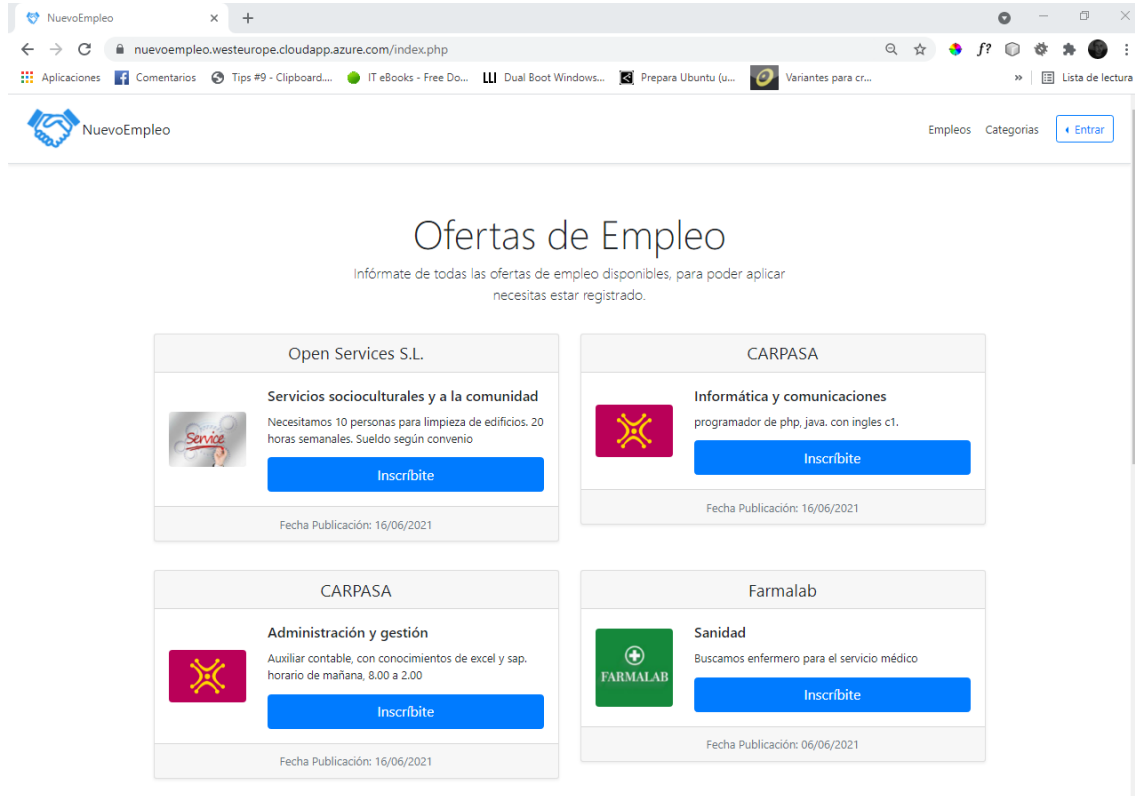 NuevoEmpleo
nuevoempleo.westeurope.cloudapp.azure.com/index.php
f?
Aplicaciones
Comentarios
Tips #9 - Clipboard....
IT eBooks - Free Do...
Dual Boot Windows...
Prepara Ubuntu (u...
Variantes para cr...
»
Lista de lectura
NuevoEmpleo
Empleos
Categorias
Entrar
Ofertas de Empleo
Infórmate de todas las ofertas de empleo disponibles, para poder aplicar
necesitas estar registrado.
Open Services S.L.
Service
Servicios socioculturales y a la comunidad
Necesitamos 10 personas para limpieza de edificios. 20
horas semanales. Sueldo según convenio
Inscríbite
Fecha Publicación: 16/06/2021
CARPASA
Informática y comunicaciones
programador de php, java. con ingles c1.
Inscríbite
Fecha Publicación: 16/06/2021
CARPASA
Administración y gestión
Auxiliar contable, con conocimientos de excel y sap.
horario de mañana, 8.00 a 2.00
Inscríbite
Fecha Publicación: 16/06/2021
Farmalab
FARMALAB
Sanidad
Buscamos enfermero para el servicio médico
Inscríbite
Fecha Publicación: 06/06/2021